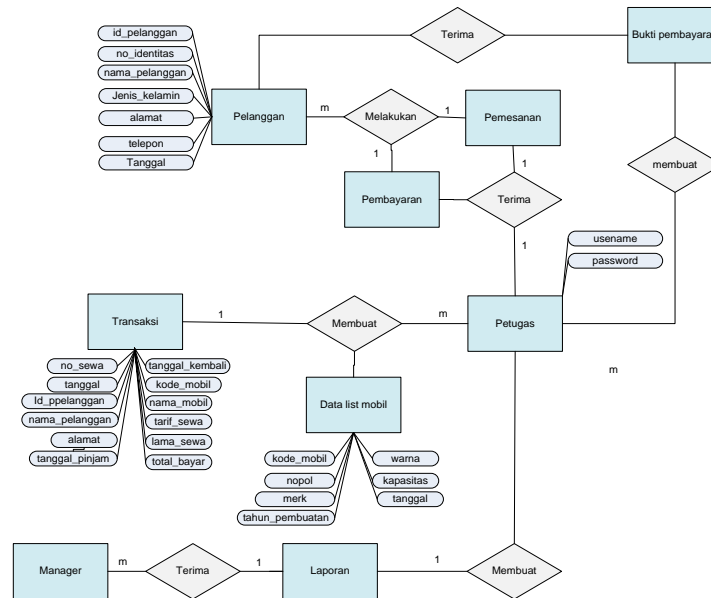 id_pelanggan
no_identitas
nama_pelanggan
Jenis_kelamin
alamat
telepon
Tanggal
Pelanggan
Terima
Bukti pembayara
m
Melakukan
1
Pemesanan
1
1
Pembayaran
Terima
membuat
1
usename
password
Transaksi
1
Membuat
m
Petugas
m
no_sewa
tanggal
Id_ppelanggan
nama_pelanggan
alamat
tanggal_pinjam
tanggal_kembali
kode_mobil
nama_mobil
tarif_sewa
lama_sewa
total_bayar
Data list mobil
kode_mobil
nopol
merk
tahun_pembuatan
warna
kapasitas
tanggal
Manager
m
Terima
1
Laporan
1
Membuat